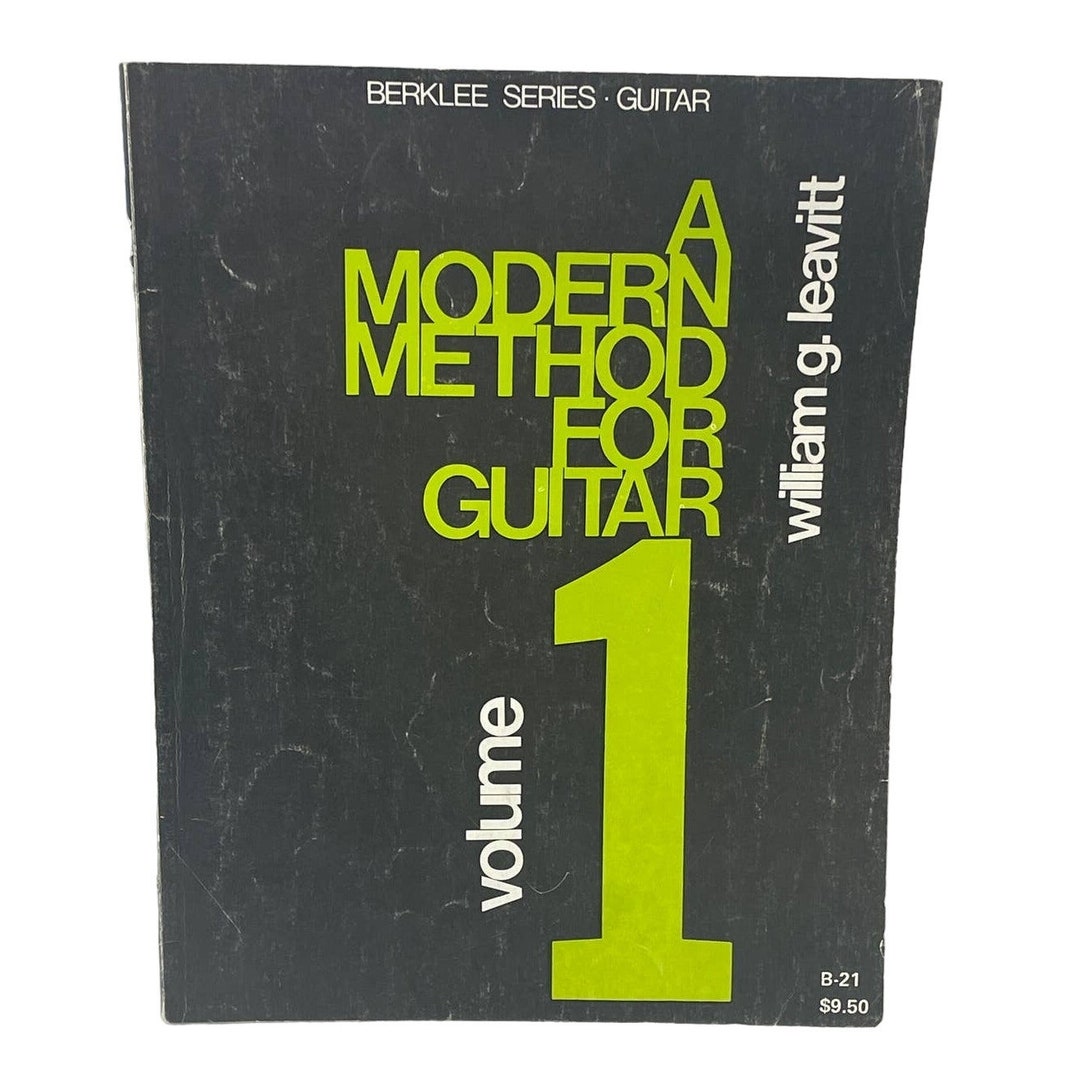 BERKLEE SERIES · GUITAR
A
MODERN
METHOD
FOR
GUITAR
1
volume
william g. leavitt
B-21
$9.50